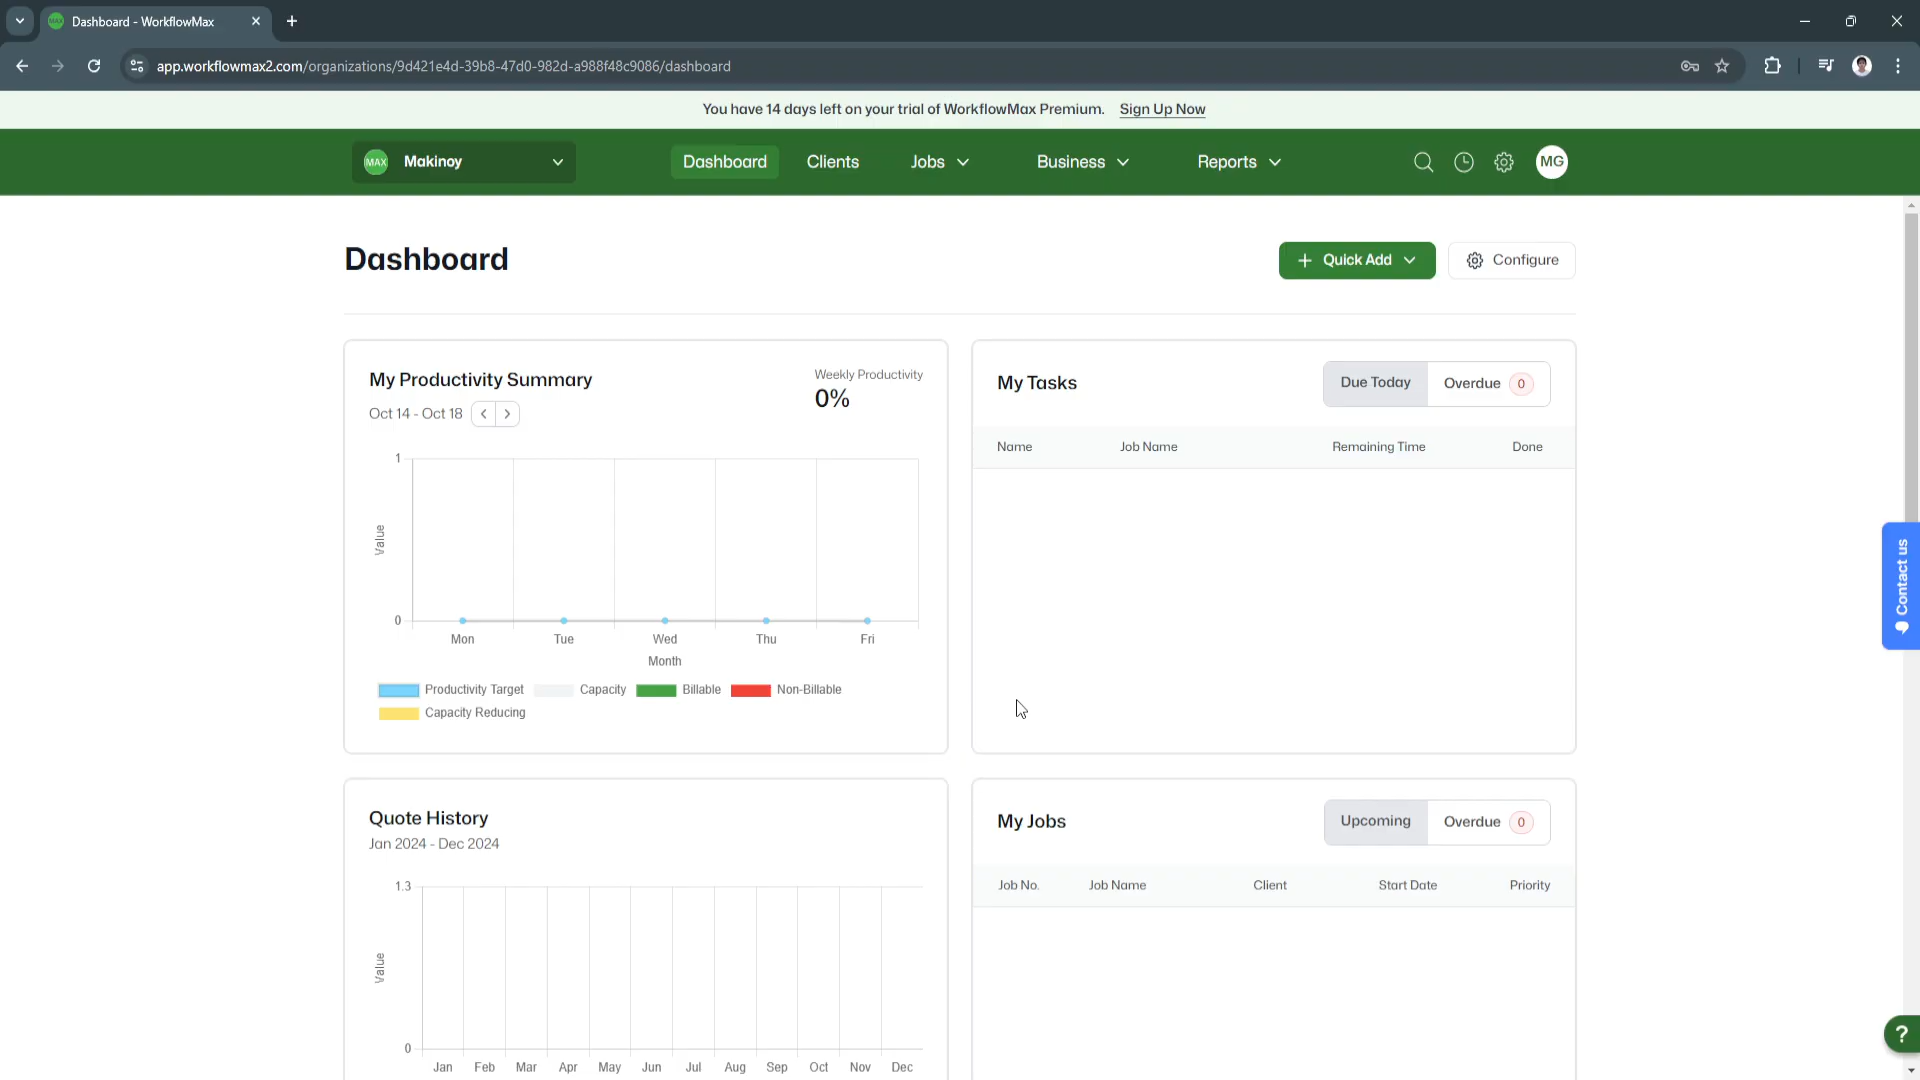 Dashboard - WorkflowMax
app.workflowmax2.com/organizations/9d421e4d-39b8-47d0-982d-a988f48c9086/dashboard
You have 14 days left on your trial of WorkflowMax Premium. Sign Up Now
MAX Makinoy Dashboard Clients Jobs Business Reports MG
Dashboard
Quick Add Configure
My Productivity Summary
Oct 14 - Oct 18
Weekly Productivity
0%
1
Value
0
Mon Tue Wed Thu Fri
Month
Productivity Target Capacity Billable Non-Billable
Capacity Reducing
My Tasks
Due Today Overdue 0
Name Job Name Remaining Time Done
Quote History
Jan 2024 - Dec 2024
1.3
Value
0
Jan Feb Mar Apr May Jun Jul Aug Sep Oct Nov Dec
My Jobs
Upcoming Overdue 0
Job No. Job Name Client Start Date Priority
Contact us
?